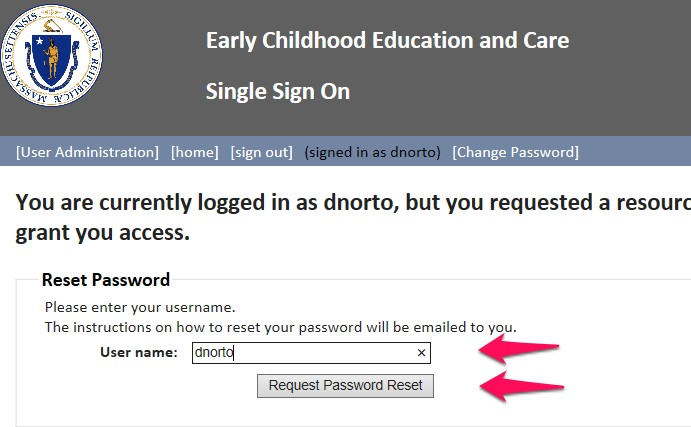 MASSACHUSETTENSIS SIGILLUM REIPUBLICÆ
Early Childhood Education and Care
Single Sign On
[User Administration] [home] [sign out] (signed in as dnorto) [Change Password]
You are currently logged in as dnorto, but you requested a resourc
grant you access.
Reset Password
Please enter your username.
The instructions on how to reset your password will be emailed to you.
User name: dnorto ×
Request Password Reset